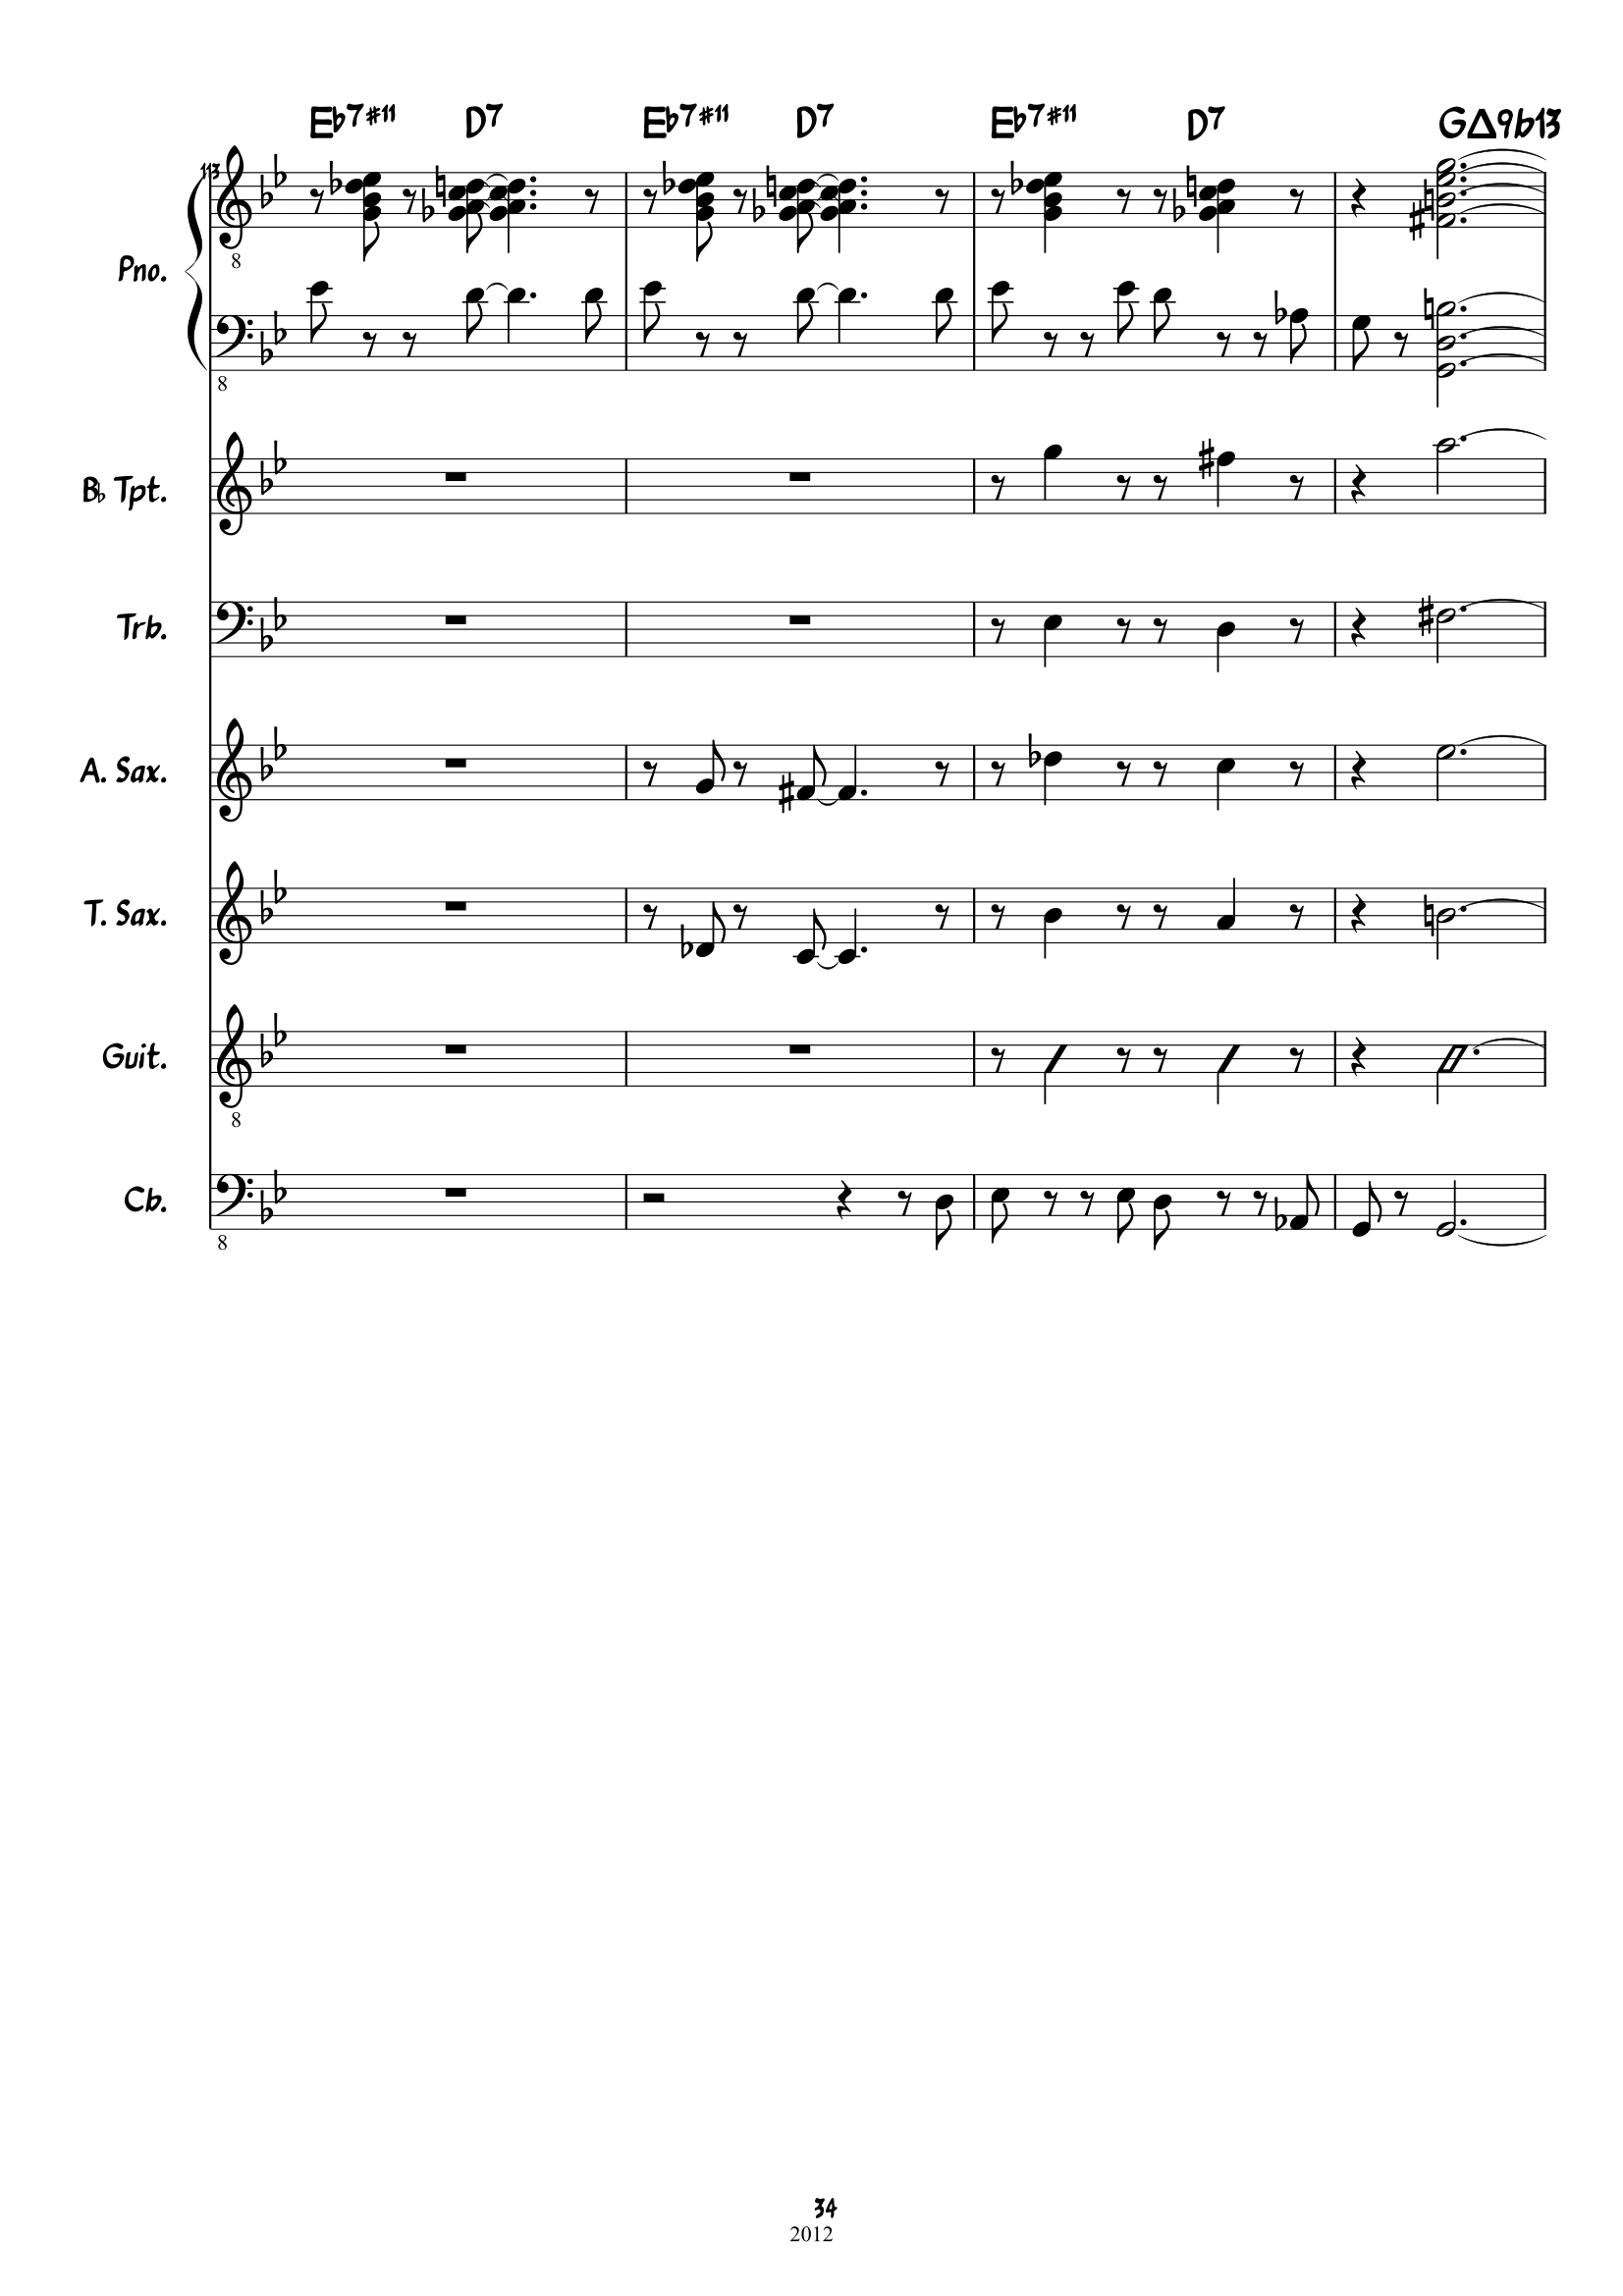 Eb7#11 D7 Eb7#11 D7 Eb7#11 D7 GΔ9b13
113
8
Pno.
8
B♭ Tpt.
Trb.
A. Sax.
T. Sax.
Guit.
8
Cb.
8
34
2012